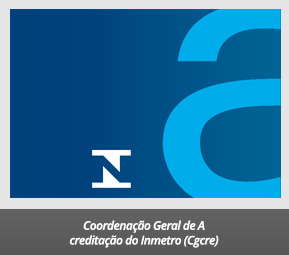 a
Coordenação Geral de A
creditação do Inmetro (Cgcre)